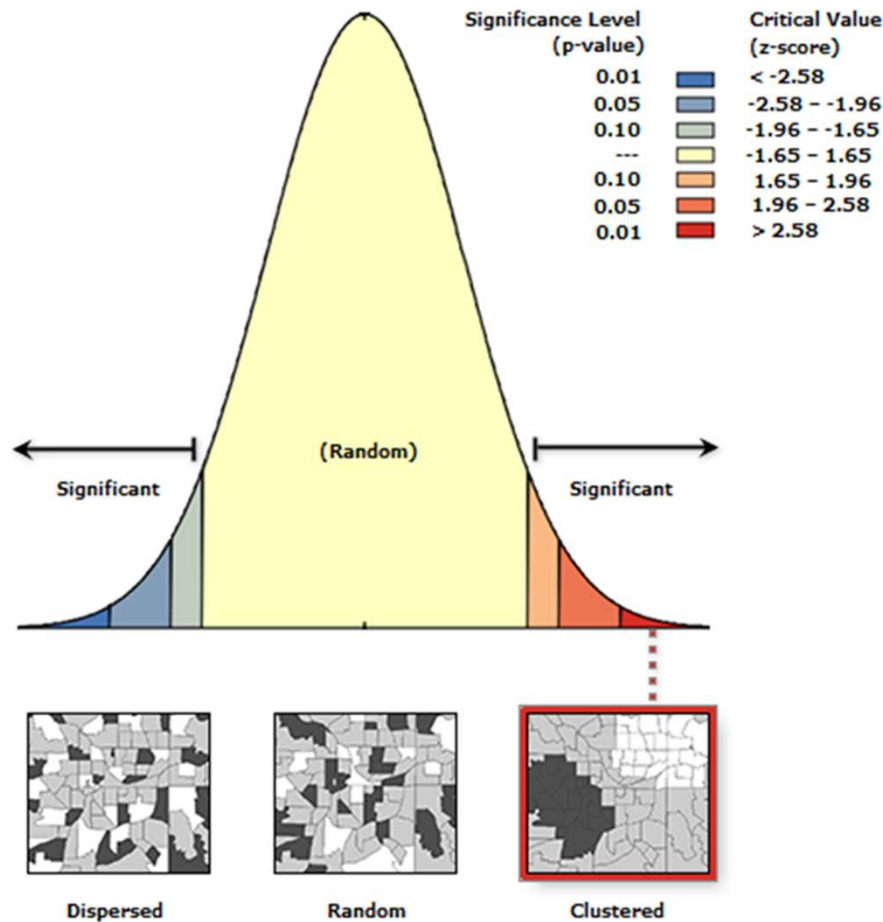 Significance Level Critical Value
(p-value) (z-score)
0.01 < -2.58
0.05 -2.58 – -1.96
0.10 -1.96 – -1.65
--- -1.65 – 1.65
0.10 1.65 – 1.96
0.05 1.96 – 2.58
0.01 > 2.58
(Random)
Significant Significant
Dispersed Random Clustered